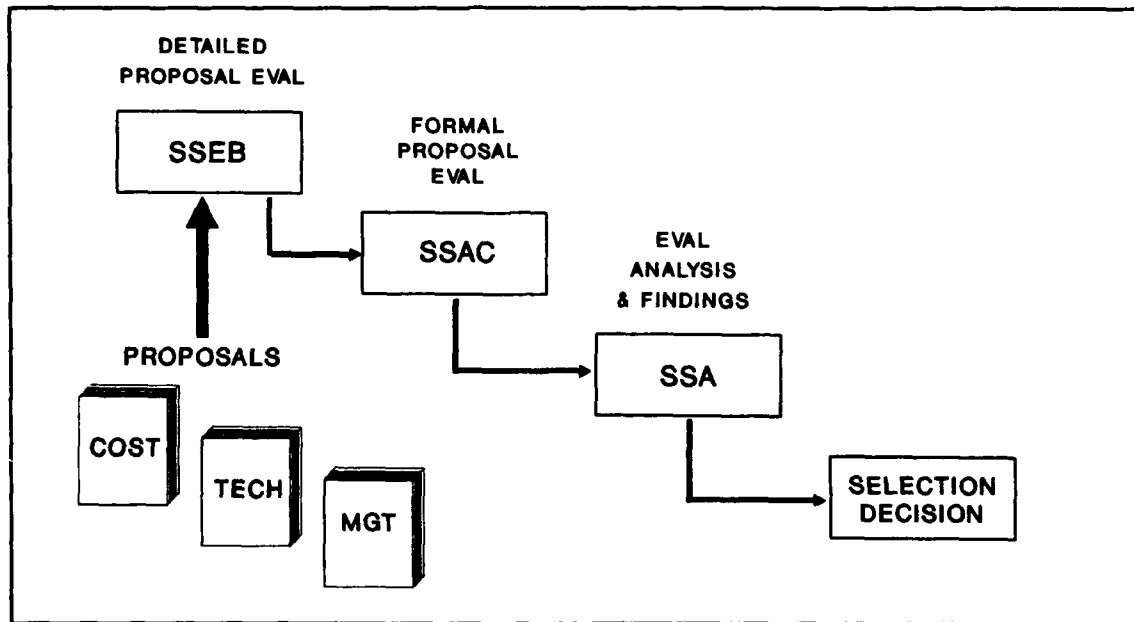 DETAILED
PROPOSAL EVAL
SSEB
FORMAL
PROPOSAL
EVAL
SSAC
EVAL
ANALYSIS
& FINDINGS
SSA
PROPOSALS
COST
TECH
MGT
SELECTION
DECISION